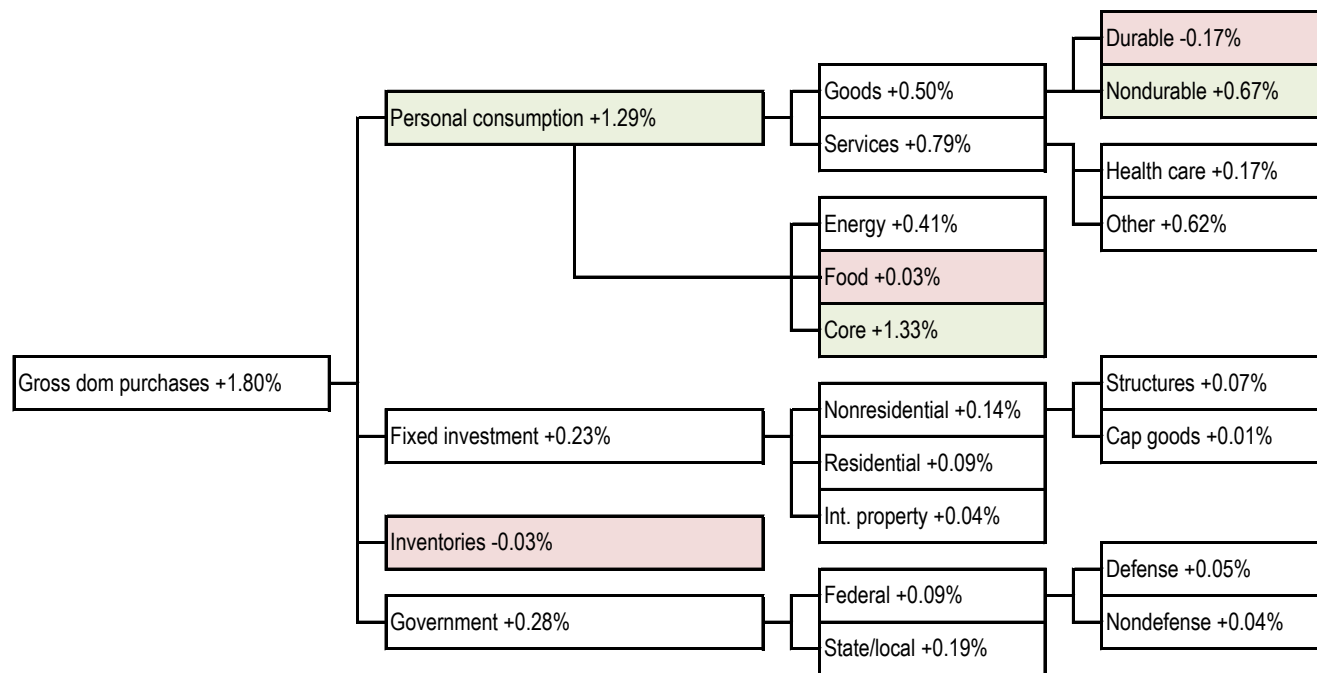 Gross dom purchases +1.80%
Personal consumption +1.29%
Goods +0.50%
Services +0.79%
Durable -0.17%
Nondurable +0.67%
Health care +0.17%
Other +0.62%
Energy +0.41%
Food +0.03%
Core +1.33%
Fixed investment +0.23%
Nonresidential +0.14%
Residential +0.09%
Int. property +0.04%
Structures +0.07%
Cap goods +0.01%
Inventories -0.03%
Government +0.28%
Federal +0.09%
State/local +0.19%
Defense +0.05%
Nondefense +0.04%